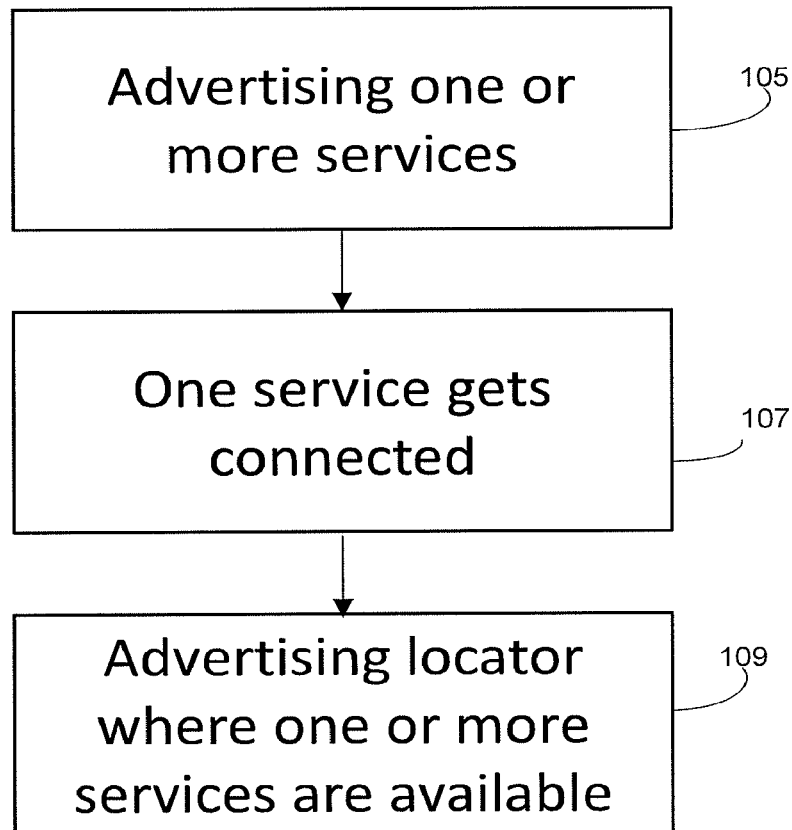 Advertising one or
more services
105
One service gets
connected
107
Advertising locator
where one or more
services are available
109